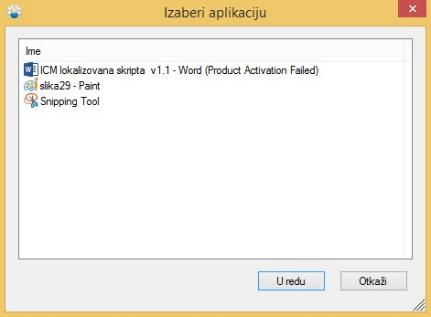 Izaberi aplikaciju
Ime
ICM lokalizovana skripta v1.1 - Word (Product Activation Failed)
slika29 - Paint
Snipping Tool
U redu
Otkaži